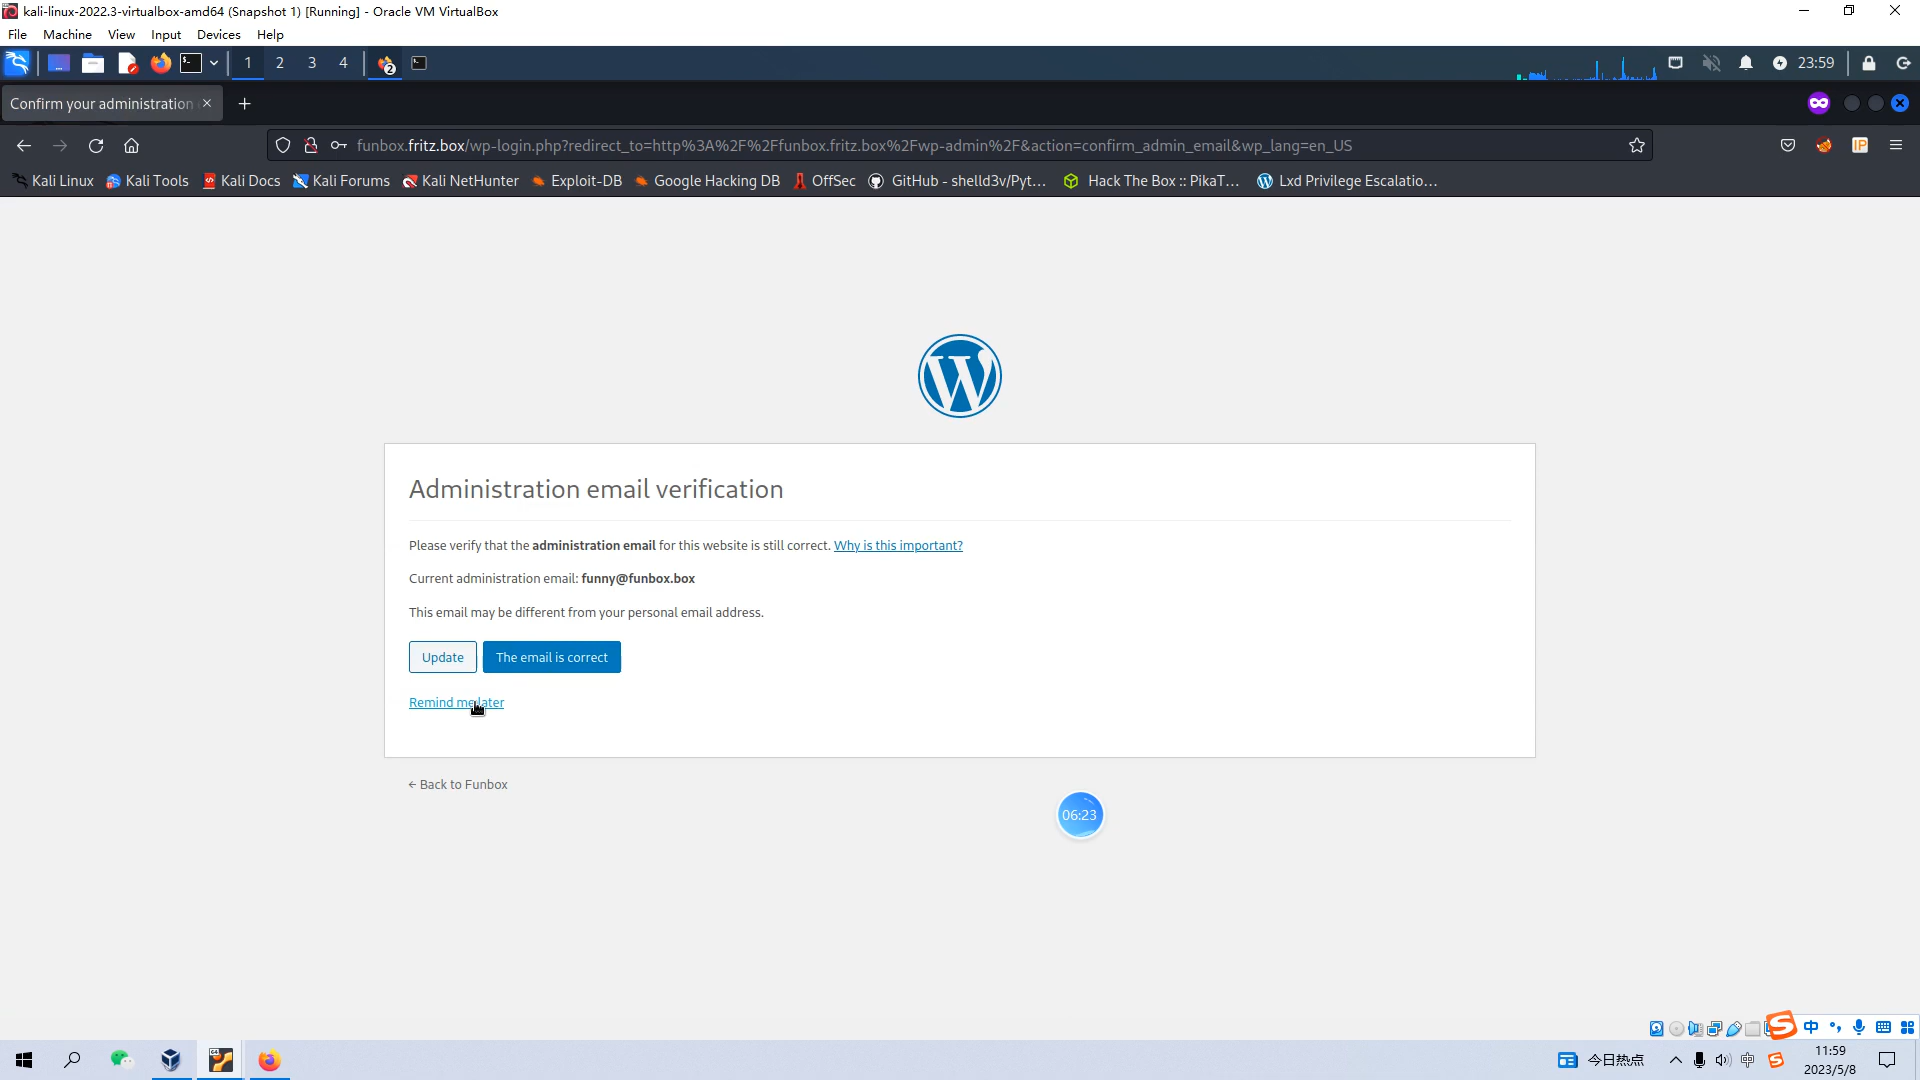 kali-linux-2022.3-virtualbox-amd64 (Snapshot 1) [Running] - Oracle VM VirtualBox
File Machine View Input Devices Help
1 2 3 4 2 23:59
Confirm your administration
funbox.fritz.box/wp-login.php?redirect_to=http%3A%2F%2Ffunbox.fritz.box%2Fwp-admin%2F&action=confirm_admin_email&wp_lang=en_US
IP
Kali Linux Kali Tools Kali Docs Kali Forums Kali NetHunter Exploit-DB Google Hacking DB OffSec GitHub - shelld3v/Pyt... Hack The Box :: PikaT... Lxd Privilege Escalatio...
Administration email verification
Please verify that the administration email for this website is still correct. Why is this important?
Current administration email: funny@funbox.box
This email may be different from your personal email address.
Update The email is correct
Remind me later
← Back to Funbox
06:23
中
今日热点 中 11:59
2023/5/8